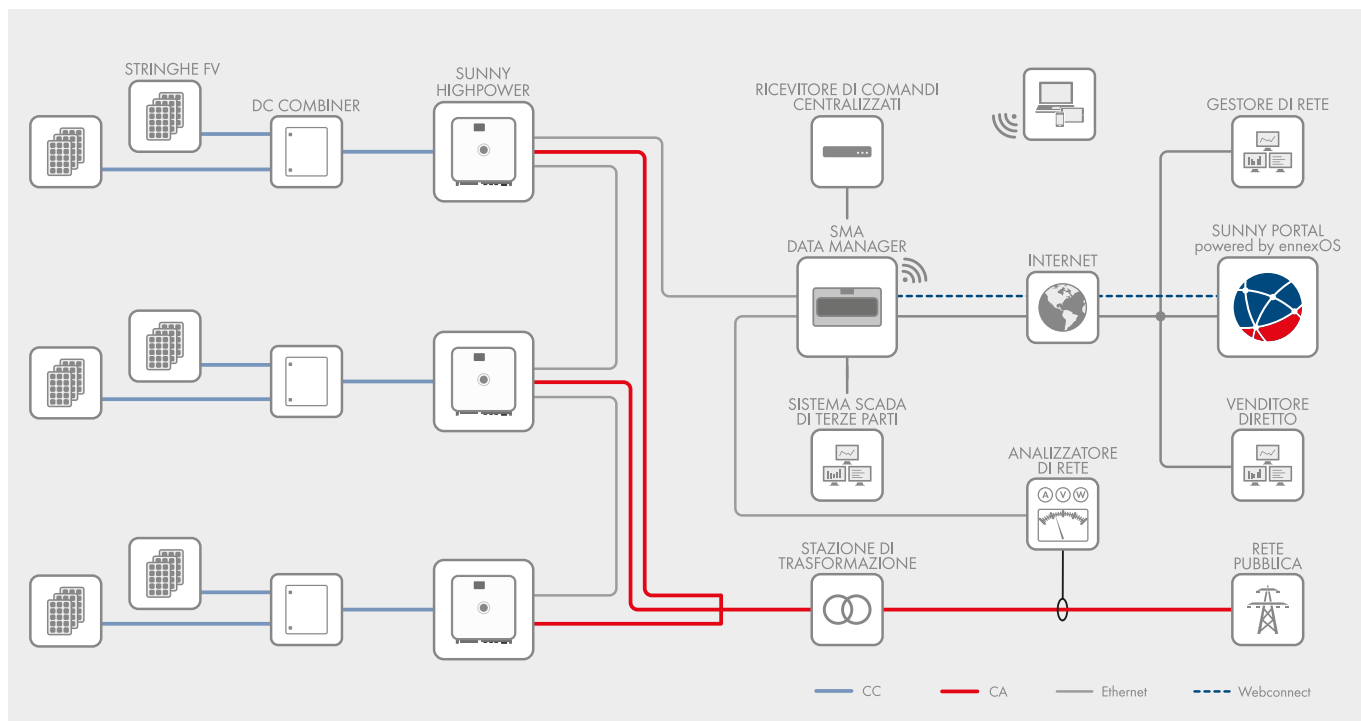 STRINGHE FV
DC COMBINER
SUNNY
HIGHPOWER
RICEVITORE DI COMANDI
CENTRALIZZATI
GESTORE DI RETE
SMA
DATA MANAGER
INTERNET
SUNNY PORTAL
powered by ennexOS
SISTEMA SCADA
DI TERZE PARTI
VENDITORE
DIRETTO
ANALIZZATORE
DI RETE
A V W
STAZIONE DI
TRASFORMAZIONE
RETE
PUBBLICA
CC
CA
Ethernet
Webconnect